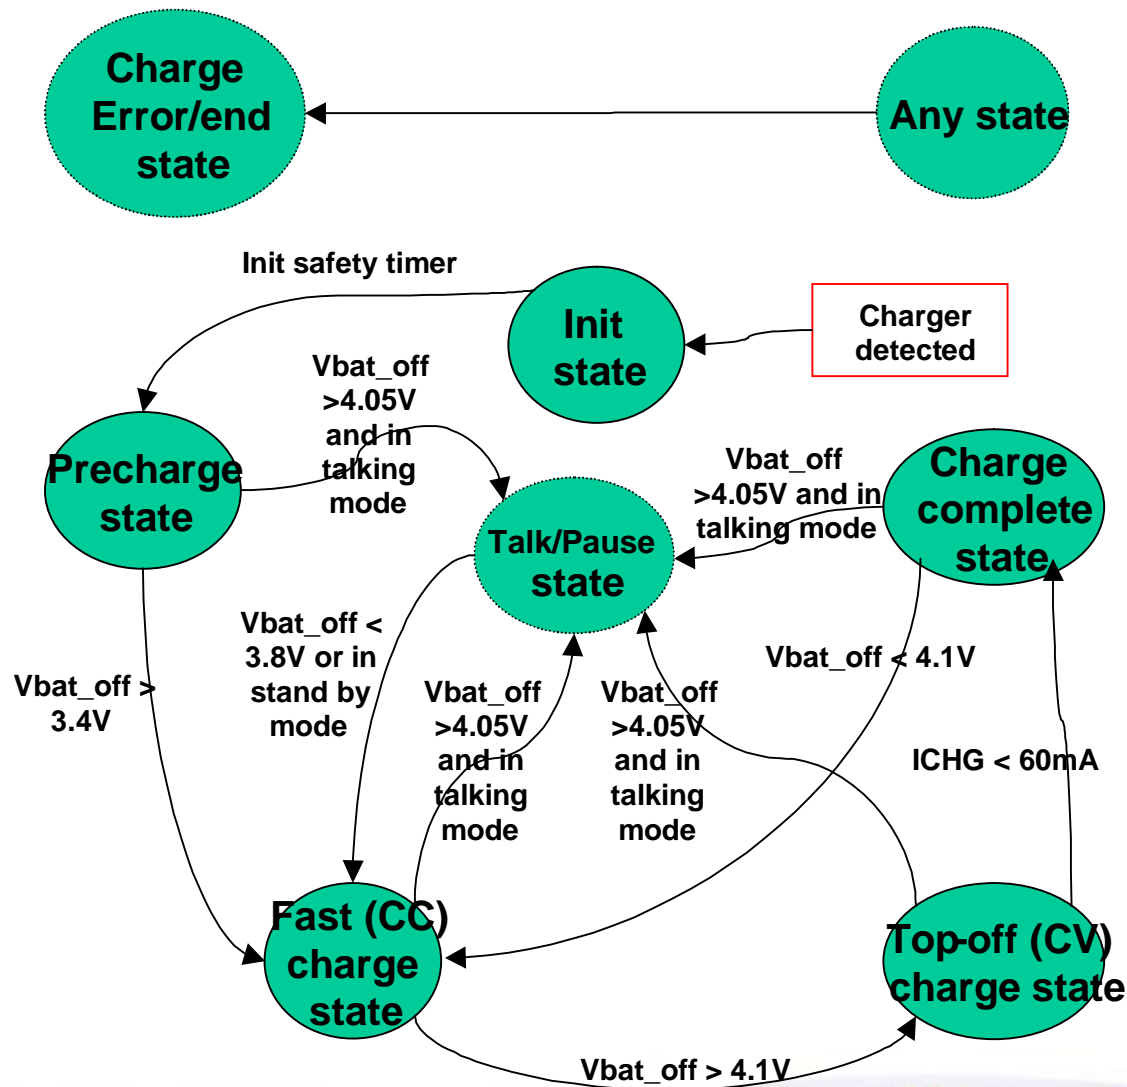 Charge
Error/end
state
Any state
Init safety timer
Init
state
Charger
detected
Vbat_off
>4.05V
and in
talking
mode
Precharge
state
Vbat_off
>4.05V and in
talking mode
Charge
complete
state
Talk/Pause
state
Vbat_off <
3.8V or in
stand by
mode
Vbat_off < 4.1V
Vbat_off >
3.4V
Vbat_off
>4.05V
and in
talking
mode
Vbat_off
>4.05V
and in
talking
mode
ICHG < 60mA
Fast (CC)
charge
state
Top-off (CV)
charge state
Vbat_off > 4.1V